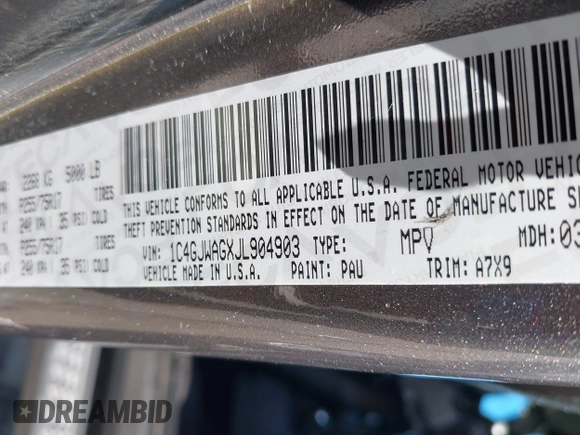 2268 KG 5000 LB
P255/75R17 TIRES
240 KPA ( 35 PSI) COLD
P255/75R17 TIRES
240 KPA ( 35 PSI) COLD
THIS VEHICLE CONFORMS TO ALL APPLICABLE U.S.A. FEDERAL MOTOR VEHIC
THEFT PREVENTION STANDARDS IN EFFECT ON THE DATE OF MANUFACTURE S
VIN: 1C4GJWAGXJL904903 TYPE: MPV MDH: 03
VEHICLE MADE IN U.S.A. PAINT: PAU TRIM: A7X9
DREAMBID